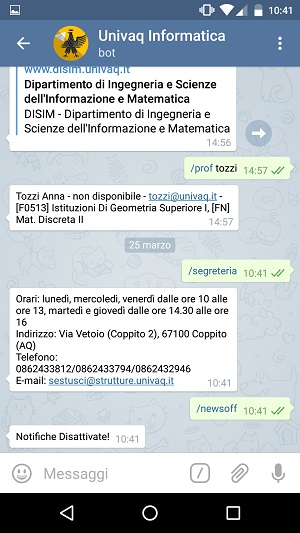 10:41
Univaq Informatica
bot
www.disim.univaq.it
Dipartimento di Ingegneria e Scienze
dell'Informazione e Matematica
DISIM - Dipartimento di Ingegneria e
Scienze dell'Informazione e Matematica
14:56
/prof tozzi 14:57
Tozzi Anna - non disponibile - tozzi@univaq.it -
[F0513] Istituzioni Di Geometria Superiore I, [FN]
Mat. Discreta II
14:57
25 marzo
/segreteria 10:41
Orari: lunedì, mercoledì, venerdì dalle ore 10 alle
ore 13, martedì e giovedì dalle ore 14.30 alle ore
16
Indirizzo: Via Vetoio (Coppito 2), 67100 Coppito
(AQ)
Telefono:
0862433812/0862433794/0862432946
E-mail: sestusci@strutture.univaq.it 10:41
/newsoff 10:41
Notifiche Disattivate! 10:41
Messaggi